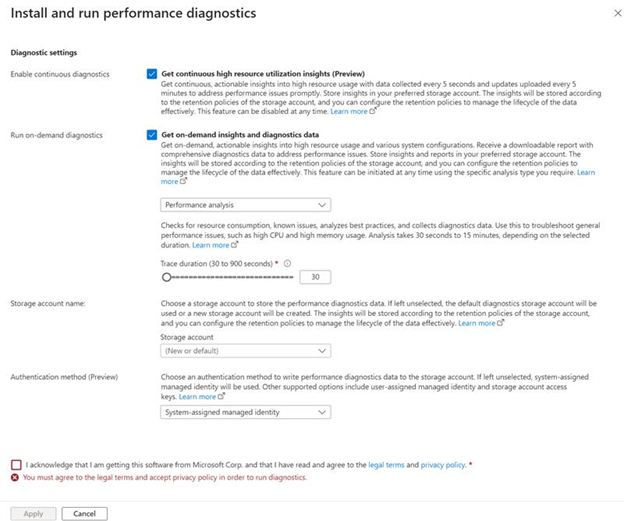 Install and run performance diagnostics
Diagnostic settings
Enable continuous diagnostics
Get continuous high resource utilization insights (Preview)
Get continuous, actionable insights into high resource usage with data collected every 5 seconds and updates uploaded every 5
minutes to address performance issues promptly. Store insights in your preferred storage account. The insights will be stored according
to the retention policies of the storage account, and you can configure the retention policies to manage the lifecycle of the data
effectively. This feature can be disabled at any time. Learn more
Run on-demand diagnostics
Get on-demand insights and diagnostics data
Get on-demand, actionable insights into high resource usage and various system configurations. Receive a downloadable report with
comprehensive diagnostics data to address performance issues. Store insights and reports in your preferred storage account. The
insights will be stored according to the retention policies of the storage account, and you can configure the retention policies to
manage the lifecycle of the data effectively. This feature can be initiated at any time using the specific analysis type you require. Learn
more
Performance analysis
Checks for resource consumption, known issues, analyzes best practices, and collects diagnostics data. Use this to troubleshoot general
performance issues, such as high CPU and high memory usage. Analysis takes 30 seconds to 15 minutes, depending on the selected
duration. Learn more
Trace duration (30 to 900 seconds) *
30
Storage account name:
Choose a storage account to store the performance diagnostics data. If left unselected, the default diagnostics storage account will be
used or a new storage account will be created. The insights will be stored according to the retention policies of the storage account,
and you can configure the retention policies to manage the lifecycle of the data effectively. Learn more
Storage account
(New or default)
Authentication method (Preview)
Choose an authentication method to write performance diagnostics data to the storage account. If left unselected, system-assigned
managed identity will be used. Other supported options include user-assigned managed identity and storage account access
keys. Learn more
System-assigned managed identity
I acknowledge that I am getting this software from Microsoft Corp. and that I have read and agree to the legal terms and privacy policy. *
You must agree to the legal terms and accept privacy policy in order to run diagnostics.
Apply
Cancel